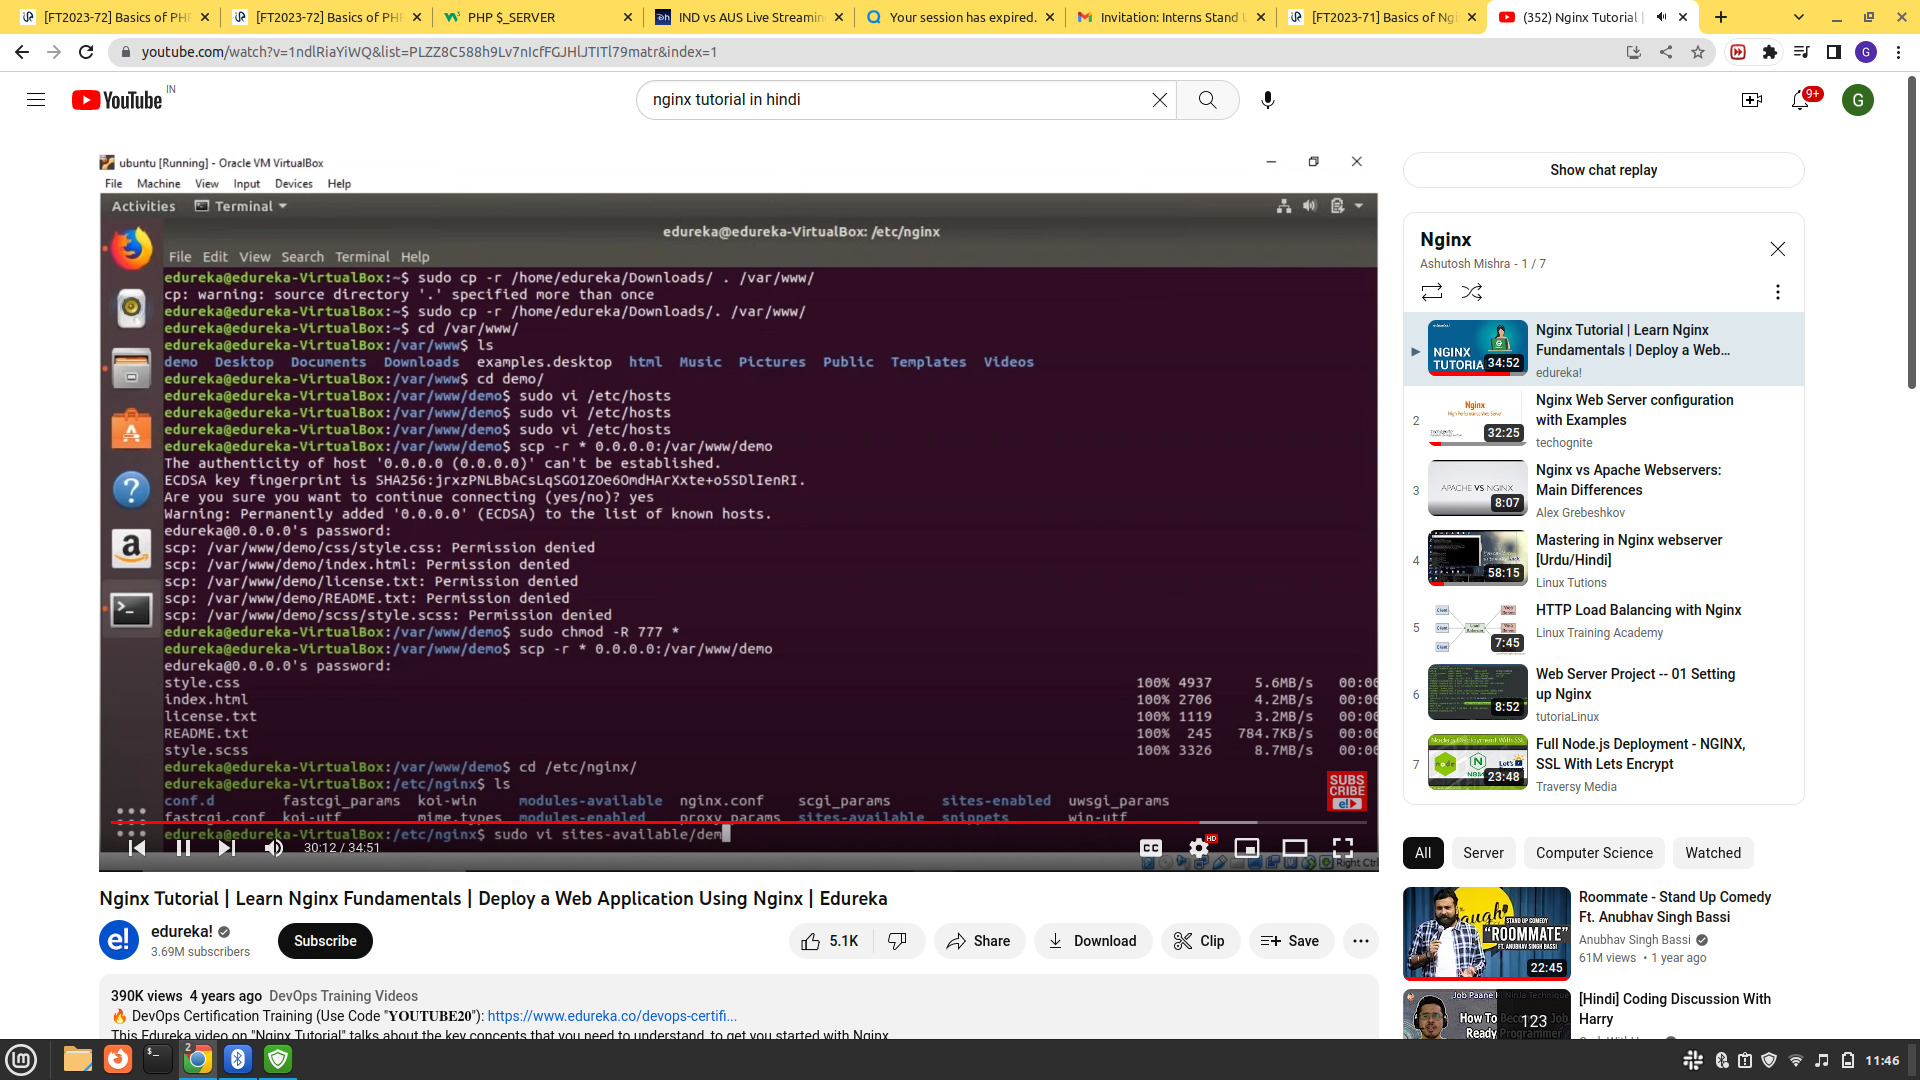 [FT2023-72] Basics of PHP
[FT2023-72] Basics of PHP
PHP $_SERVER
IND vs AUS Live Streamin
Your session has expired.
Invitation: Interns Stand U
[FT2023-71] Basics of Ng
(352) Nginx Tutorial |
youtube.com/watch?v=1ndlRiaYiWQ&list=PLZZ8C588h9Lv7nIcfFGJHlJTITl79matr&index=1
G
YouTube IN
nginx tutorial in hindi
9+
G
ubuntu [Running] - Oracle VM VirtualBox
File Machine View Input Devices Help
Activities Terminal
edureka@edureka-VirtualBox: /etc/nginx
File Edit View Search Terminal Help
edureka@edureka-VirtualBox:~$ sudo cp -r /home/edureka/Downloads/ . /var/www/
cp: warning: source directory '.' specified more than once
edureka@edureka-VirtualBox:~$ sudo cp -r /home/edureka/Downloads/. /var/www/
edureka@edureka-VirtualBox:~$ cd /var/www/
edureka@edureka-VirtualBox:/var/www$ ls
demo Desktop Documents Downloads examples.desktop html Music Pictures Public Templates Videos
edureka@edureka-VirtualBox:/var/www$ cd demo/
edureka@edureka-VirtualBox:/var/www/demo$ sudo vi /etc/hosts
edureka@edureka-VirtualBox:/var/www/demo$ sudo vi /etc/hosts
edureka@edureka-VirtualBox:/var/www/demo$ sudo vi /etc/hosts
edureka@edureka-VirtualBox:/var/www/demo$ scp -r * 0.0.0.0:/var/www/demo
The authenticity of host '0.0.0.0 (0.0.0.0)' can't be established.
ECDSA key fingerprint is SHA256:jrxzPNLBbACsLqSGO1ZOe6OmdHArXxte+o5SDlIenRI.
Are you sure you want to continue connecting (yes/no)? yes
Warning: Permanently added '0.0.0.0' (ECDSA) to the list of known hosts.
edureka@0.0.0.0's password:
scp: /var/www/demo/css/style.css: Permission denied
scp: /var/www/demo/index.html: Permission denied
scp: /var/www/demo/license.txt: Permission denied
scp: /var/www/demo/README.txt: Permission denied
scp: /var/www/demo/scss/style.scss: Permission denied
edureka@edureka-VirtualBox:/var/www/demo$ sudo chmod -R 777 *
edureka@edureka-VirtualBox:/var/www/demo$ scp -r * 0.0.0.0:/var/www/demo
edureka@0.0.0.0's password:
style.css 100% 4937 5.6MB/s 00:00
index.html 100% 2706 4.2MB/s 00:00
license.txt 100% 1119 3.2MB/s 00:00
README.txt 100% 245 784.7KB/s 00:00
style.scss 100% 3326 8.7MB/s 00:00
edureka@edureka-VirtualBox:/var/www/demo$ cd /etc/nginx/
edureka@edureka-VirtualBox:/etc/nginx$ ls
conf.d fastcgi_params koi-win modules-available nginx.conf scgi_params sites-enabled uwsgi_params
fastcgi.conf koi-utf mime.types modules-enabled proxy_params sites-available snippets win-utf
edureka@edureka-VirtualBox:/etc/nginx$ sudo vi sites-available/dem
SUBS
CRIBE
e!
30:12 / 34:51
CC
HD
Right Ctrl
Nginx Tutorial | Learn Nginx Fundamentals | Deploy a Web Application Using Nginx | Edureka
e!
edureka!
3.69M subscribers
Subscribe
5.1K
Share
Download
Clip
Save
390K views 4 years ago DevOps Training Videos
🔥 DevOps Certification Training (Use Code "𝐘𝐎𝐔𝐓𝐔𝐁𝐄𝟐𝟎"): https://www.edureka.co/devops-certifi...
This Edureka video on "Nginx Tutorial" talks about the key concepts that you need to understand, to get you started with Nginx.
Show chat replay
Nginx
Ashutosh Mishra - 1 / 7
NGINX
TUTORIA
34:52
Nginx Tutorial | Learn Nginx
Fundamentals | Deploy a Web...
edureka!
2
Nginx
32:25
Nginx Web Server configuration
with Examples
techognite
3
APACHE VS NGINX
8:07
Nginx vs Apache Webservers:
Main Differences
Alex Grebeshkov
4
58:15
Mastering in Nginx webserver
[Urdu/Hindi]
Linux Tutions
5
7:45
HTTP Load Balancing with Nginx
Linux Training Academy
6
8:52
Web Server Project -- 01 Setting
up Nginx
tutoriaLinux
7
23:48
Full Node.js Deployment - NGINX,
SSL With Lets Encrypt
Traversy Media
All
Server
Computer Science
Watched
STAND UP COMEDY
"ROOMMATE"
FT. ANUBHAV SINGH BASSI
22:45
Roommate - Stand Up Comedy
Ft. Anubhav Singh Bassi
Anubhav Singh Bassi
61M views • 1 year ago
How To
Ready
123
[Hindi] Coding Discussion With
Harry
2
11:46